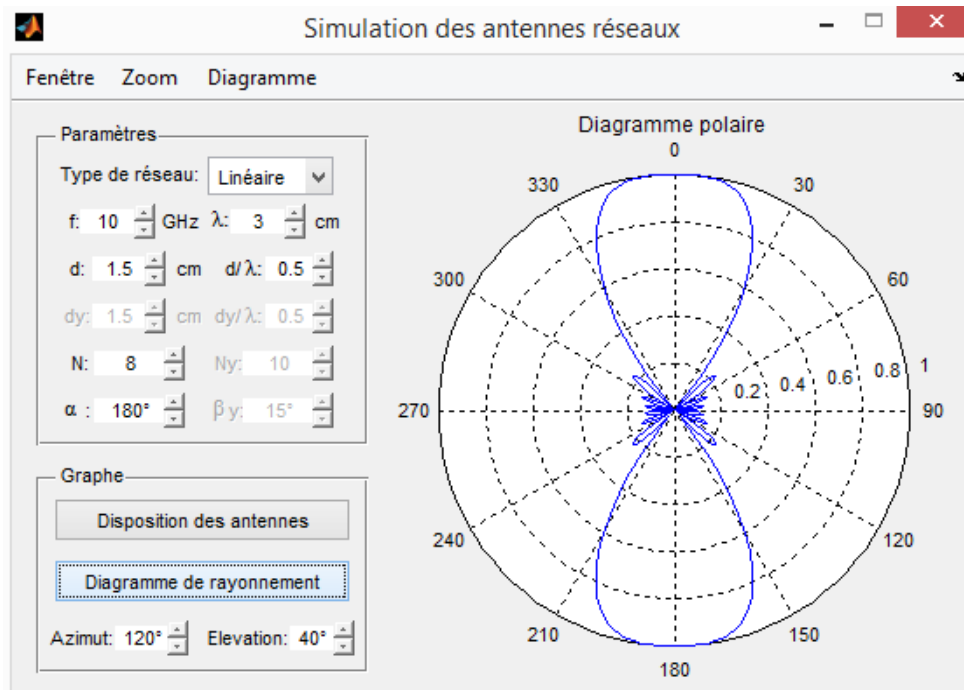 Simulation des antennes réseaux
Fenêtre Zoom Diagramme
Paramètres
Type de réseau: Linéaire
f: 10 GHz λ: 3 cm
d: 1.5 cm d/λ: 0.5
dy: 1.5 cm dy/λ: 0.5
N: 8 Ny: 10
α : 180° βy: 15°
Graphe
Disposition des antennes
Diagramme de rayonnement
Azimut: 120° Elevation: 40°
Diagramme polaire
0
330 30
300 60
0.2 0.4 0.6 0.8 1
270 90
240 120
210 150
180